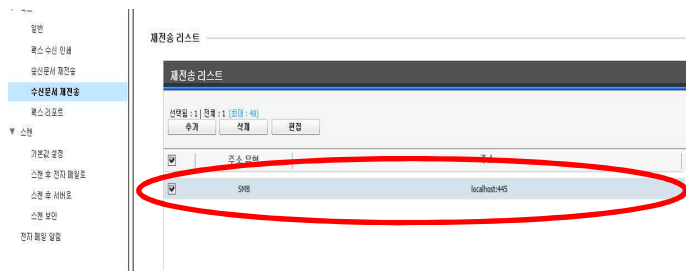 일반
팩스 수신 인쇄
송신문서 재전송
수신문서 재전송
팩스 리포트
▼ 스캔
기본값 설정
스캔 후 전자 메일로
스캔 후 서버로
스캔 보안
전자 메일 알림
재전송 리스트
재전송 리스트
선택됨 : 1 | 전체 : 1 (최대 : 40)
추가 삭제 편집
주소 유형
SMB localhost:445